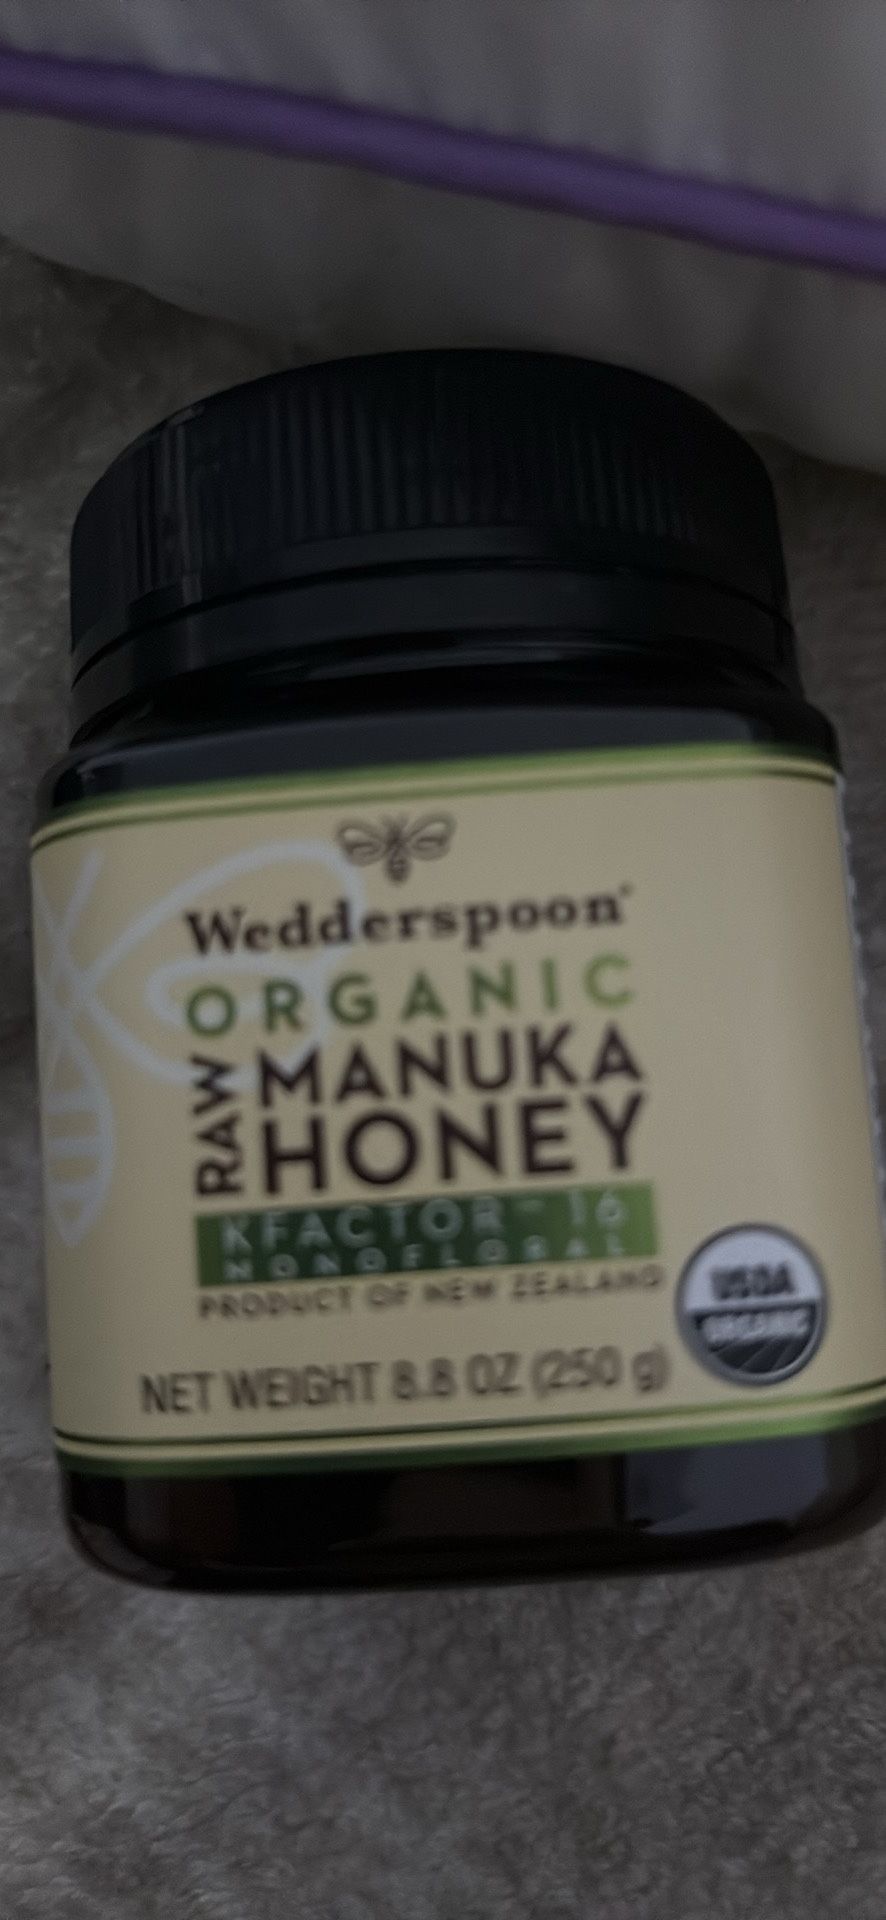 Wedderspoon®
ORGANIC
RAW MANUKA
HONEY
KFACTOR™ 16
MONOFLORAL
PRODUCT OF NEW ZEALAND
USDA
ORGANIC
NET WEIGHT 8.8 OZ (250 g)